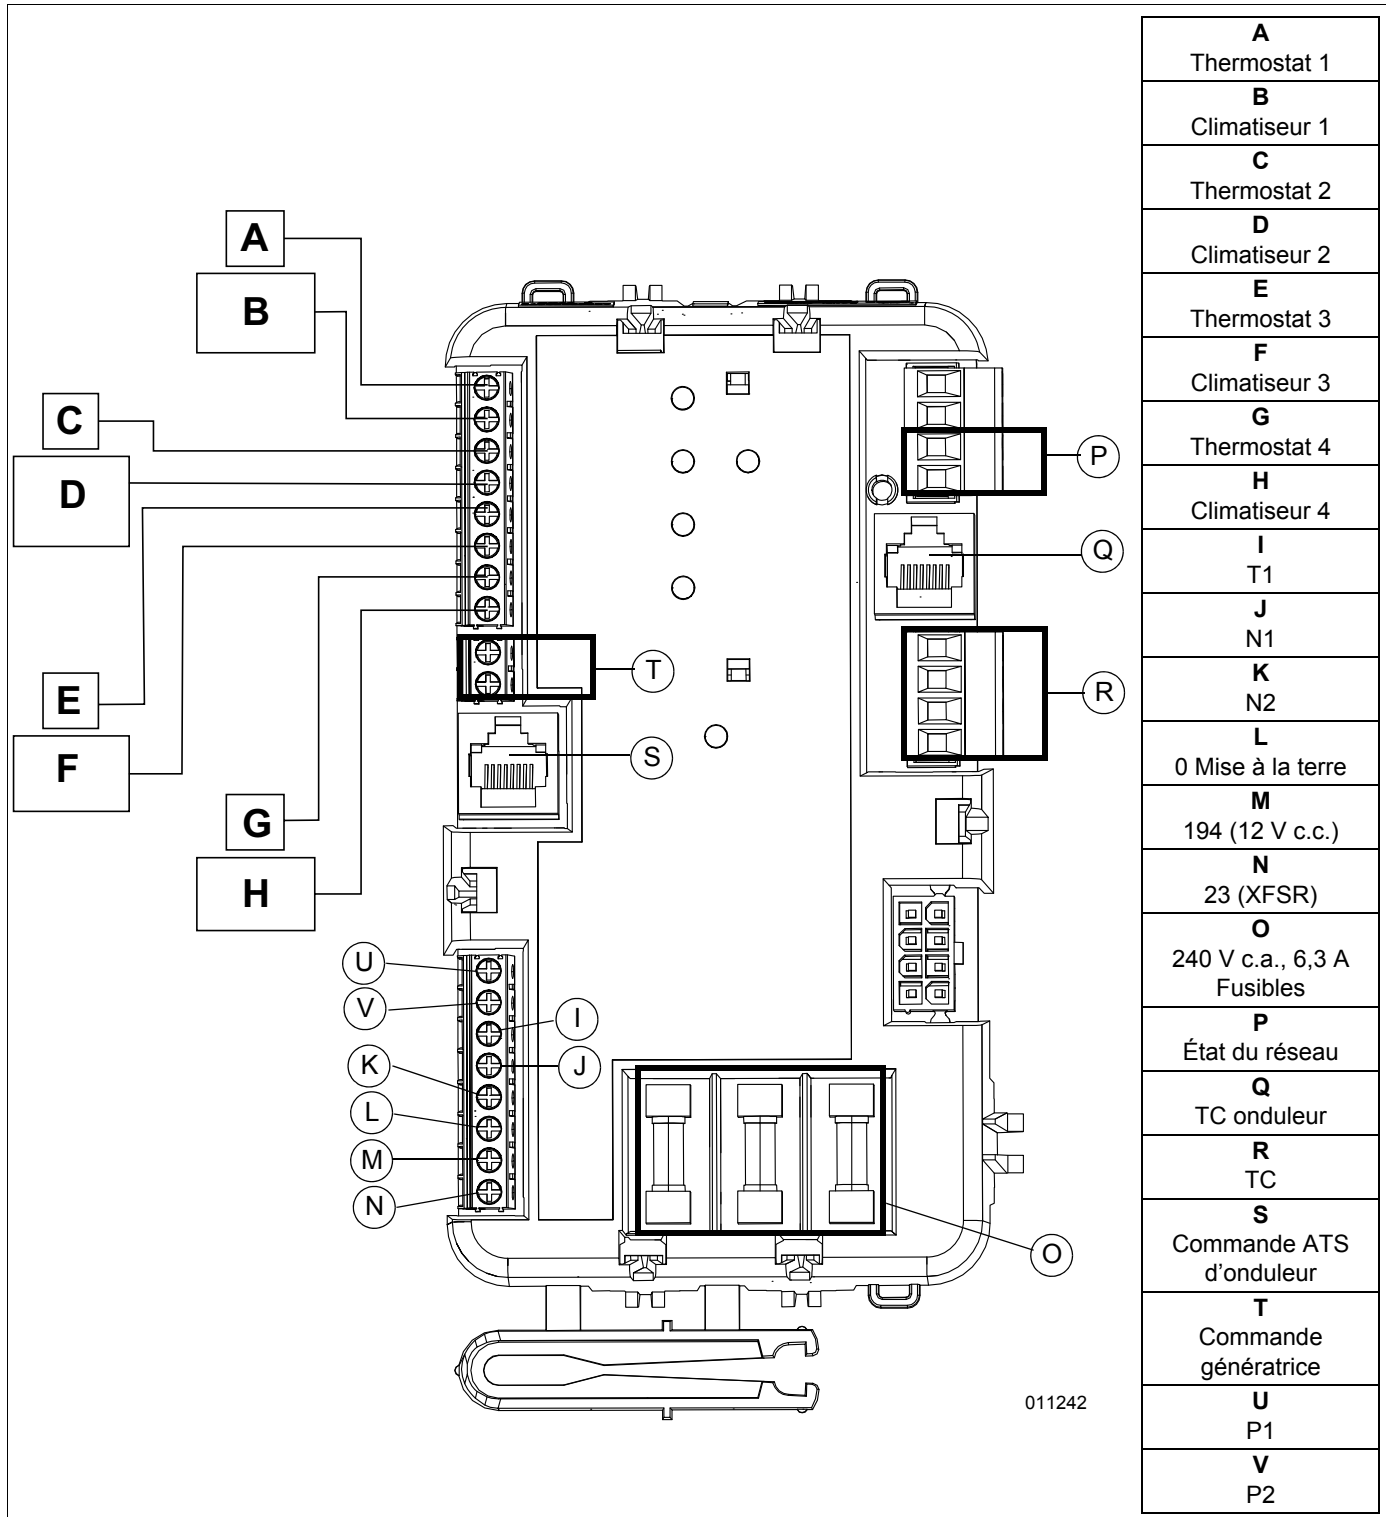 A
B
C
D
E
F
G
H
U
V
I
J
K
L
M
N
T
S
P
Q
R
O
011242
A
Thermostat 1
B
Climatiseur 1
C
Thermostat 2
D
Climatiseur 2
E
Thermostat 3
F
Climatiseur 3
G
Thermostat 4
H
Climatiseur 4
I
T1
J
N1
K
N2
L
0 Mise à la terre
M
194 (12 V c.c.)
N
23 (XFSR)
O
240 V c.a., 6,3 A
Fusibles
P
État du réseau
Q
TC onduleur
R
TC
S
Commande ATS
d'onduleur
T
Commande
génératrice
U
P1
V
P2